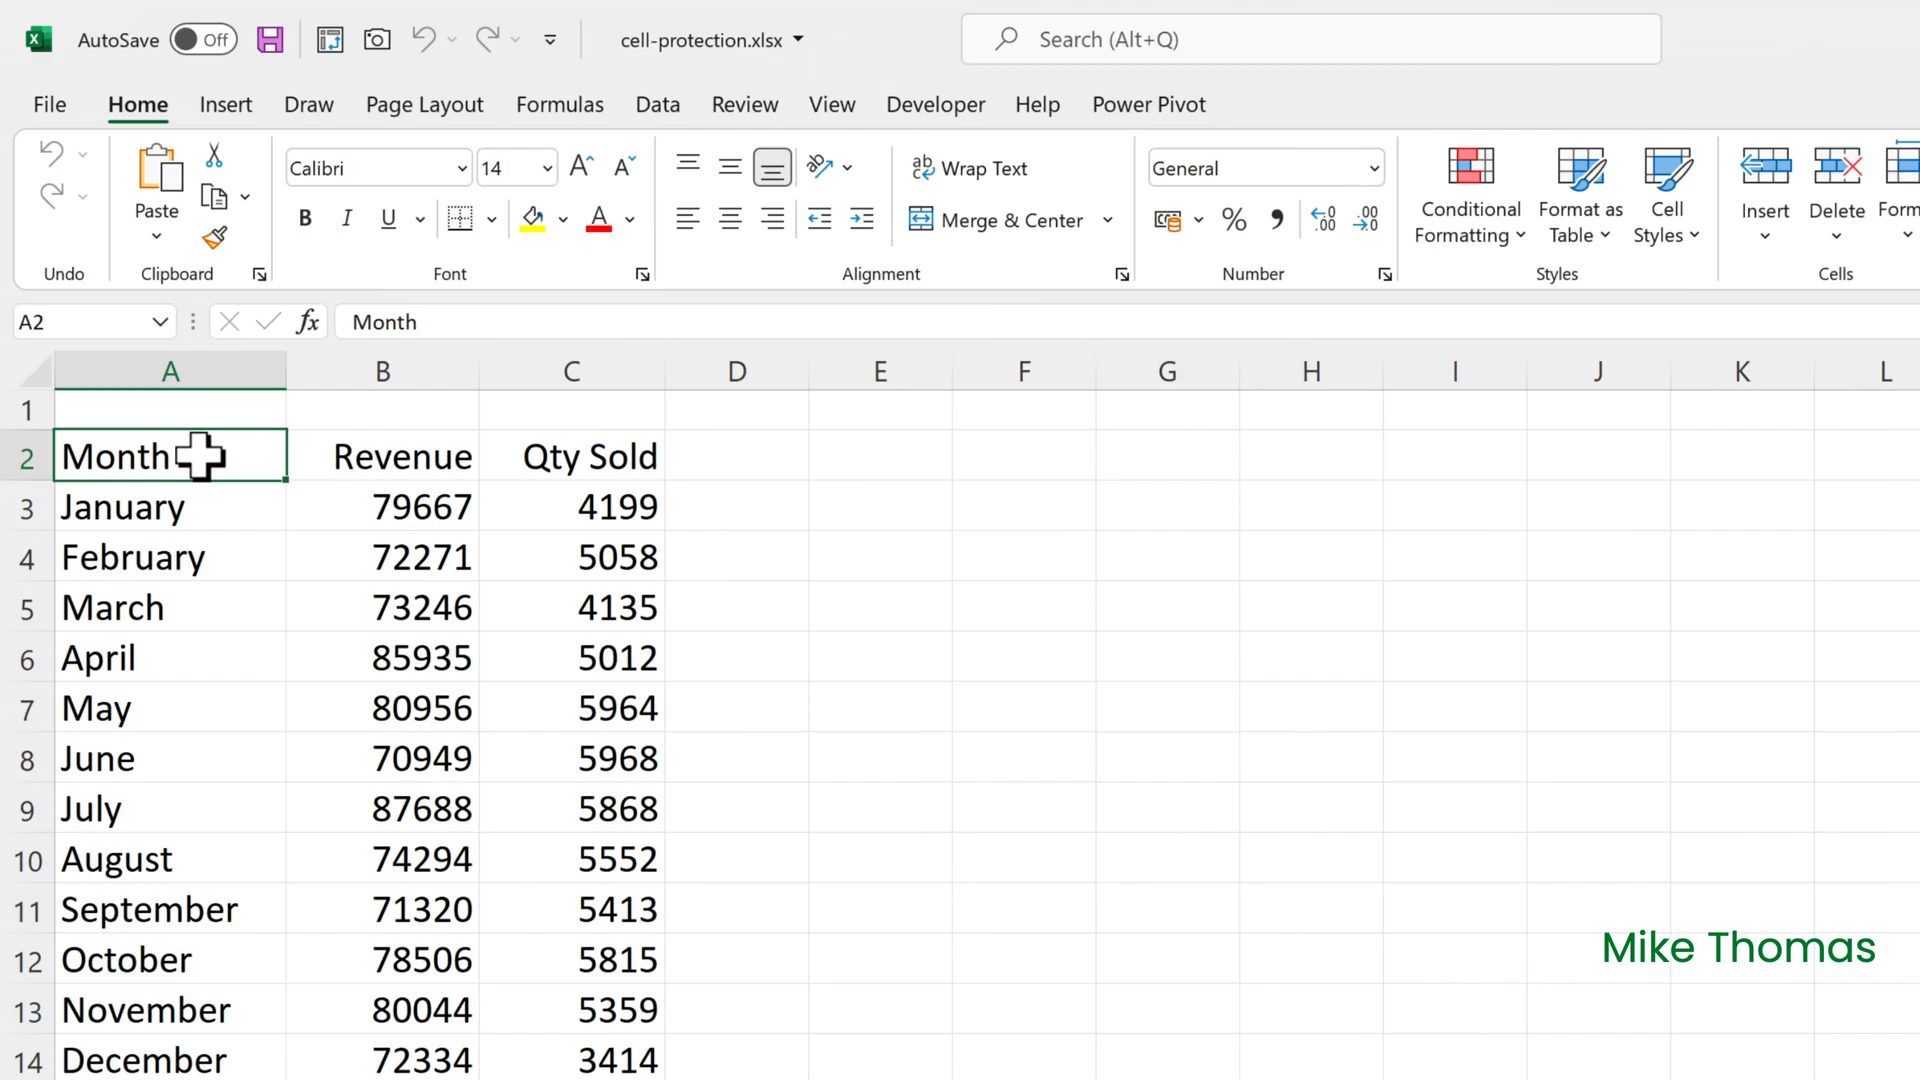 AutoSave Off cell-protection.xlsx Search (Alt+Q)
File Home Insert Draw Page Layout Formulas Data Review View Developer Help Power Pivot
Paste Calibri 14 Wrap Text General Conditional Formatting Format as Table Cell Styles Insert Delete Form
B I U A Merge & Center % .00
Undo Clipboard Font Alignment Number Styles Cells
A2 fx Month
A B C D E F G H I J K L
1
2 Month Revenue Qty Sold
3 January 79667 4199
4 February 72271 5058
5 March 73246 4135
6 April 85935 5012
7 May 80956 5964
8 June 70949 5968
9 July 87688 5868
10 August 74294 5552
11 September 71320 5413
12 October 78506 5815
13 November 80044 5359
14 December 72334 3414
Mike Thomas